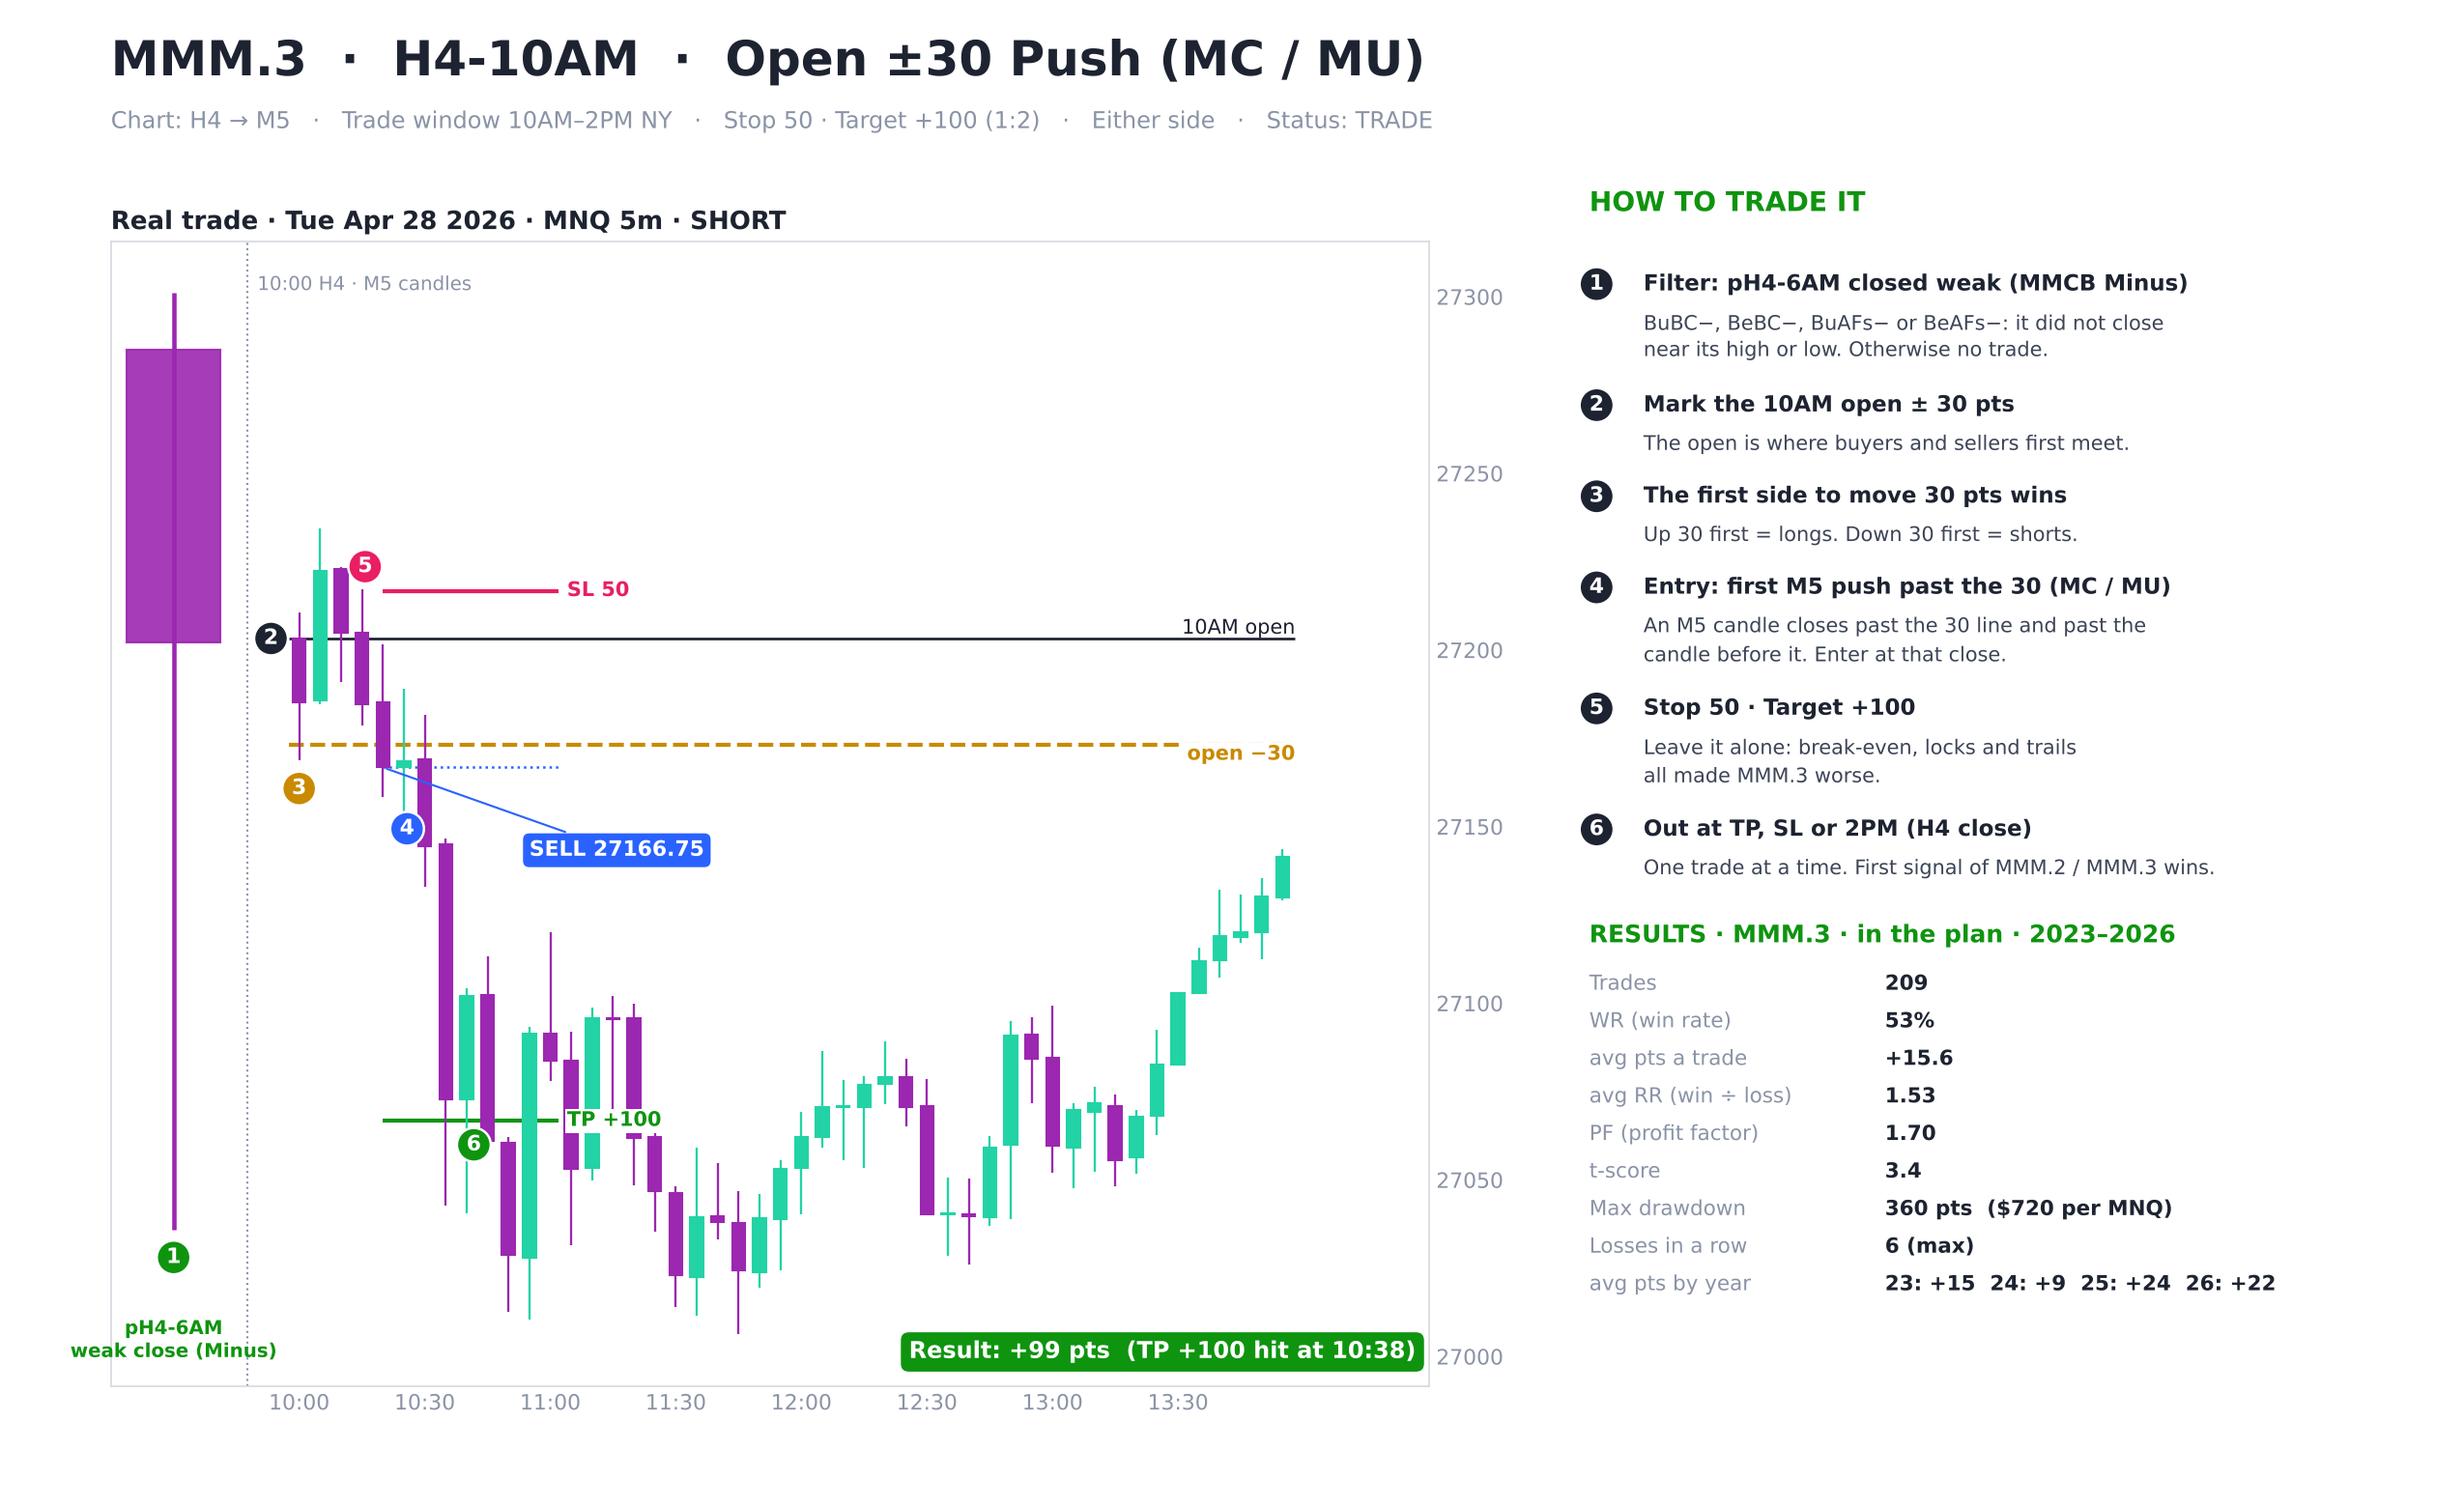 MMM.3 · H4-10AM · Open ±30 Push (MC / MU)
Chart: H4 → M5 · Trade window 10AM–2PM NY · Stop 50 · Target +100 (1:2) · Either side · Status: TRADE
Real trade · Tue Apr 28 2026 · MNQ 5m · SHORT
10:00 H4 · M5 candles
27300
27250
27200
27150
27100
27050
27000
5
SL 50
2
10AM open
open −30
3
4
SELL 27166.75
TP +100
6
1
pH4-6AM
weak close (Minus)
Result: +99 pts (TP +100 hit at 10:38)
10:00 10:30 11:00 11:30 12:00 12:30 13:00 13:30
HOW TO TRADE IT
1 Filter: pH4-6AM closed weak (MMCB Minus)
BuBC−, BeBC−, BuAFs− or BeAFs−: it did not close
near its high or low. Otherwise no trade.
2 Mark the 10AM open ± 30 pts
The open is where buyers and sellers first meet.
3 The first side to move 30 pts wins
Up 30 first = longs. Down 30 first = shorts.
4 Entry: first M5 push past the 30 (MC / MU)
An M5 candle closes past the 30 line and past the
candle before it. Enter at that close.
5 Stop 50 · Target +100
Leave it alone: break-even, locks and trails
all made MMM.3 worse.
6 Out at TP, SL or 2PM (H4 close)
One trade at a time. First signal of MMM.2 / MMM.3 wins.
RESULTS · MMM.3 · in the plan · 2023–2026
Trades 209
WR (win rate) 53%
avg pts a trade +15.6
avg RR (win ÷ loss) 1.53
PF (profit factor) 1.70
t-score 3.4
Max drawdown 360 pts ($720 per MNQ)
Losses in a row 6 (max)
avg pts by year 23: +15 24: +9 25: +24 26: +22